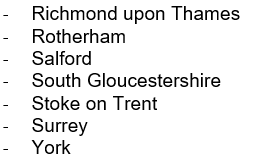 - Richmond upon Thames
- Rotherham
- Salford
- South Gloucestershire
- Stoke on Trent
- Surrey
- York